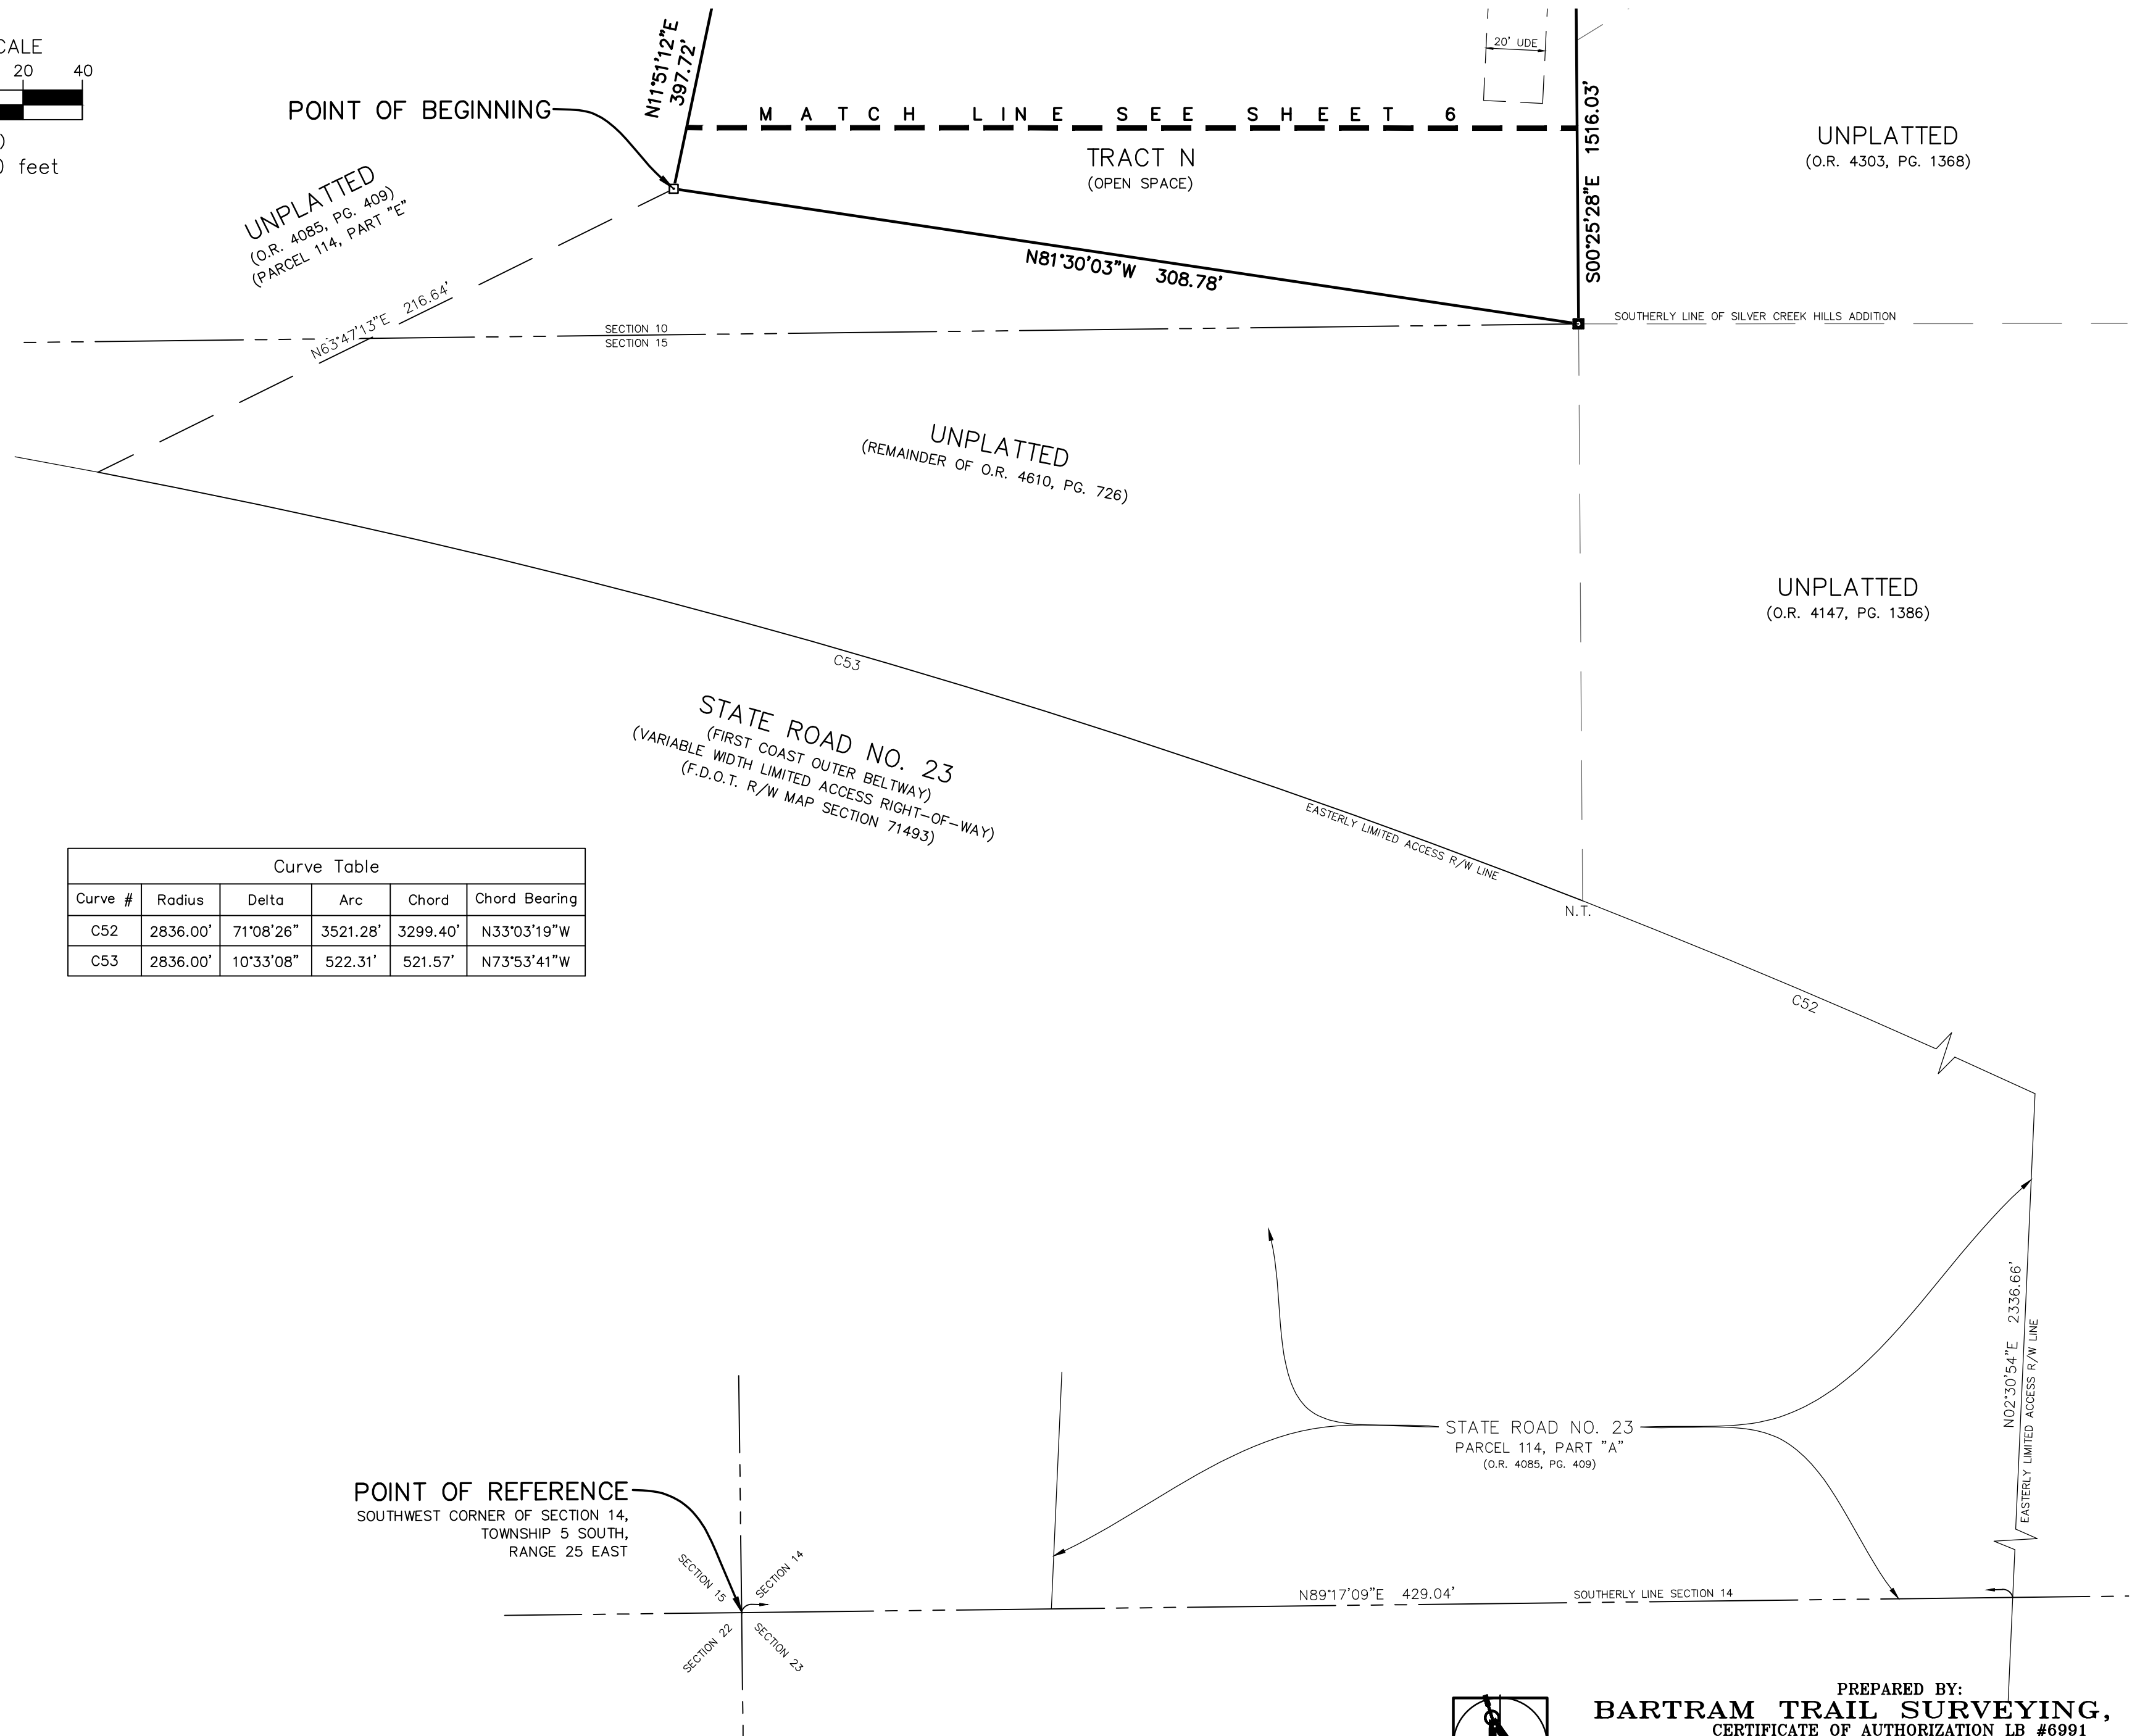 CALE
20 40
)
0 feet
POINT OF BEGINNING
N11°51'12"E
397.72'
20' UDE
MATCH LINE SEE SHEET 6
TRACT N
(OPEN SPACE)
S00°25'28"E 1516.03'
UNPLATTED
(O.R. 4303, PG. 1368)
UNPLATTED
(O.R. 4085, PG. 409)
(PARCEL 114, PART "E"
N81°30'03"W 308.78'
N63°47'13"E 216.64'
SECTION 10
SECTION 15
SOUTHERLY LINE OF SILVER CREEK HILLS ADDITION
UNPLATTED
(REMAINDER OF O.R. 4610, PG. 726)
UNPLATTED
(O.R. 4147, PG. 1386)
C53
STATE ROAD NO. 23
(FIRST COAST OUTER BELTWAY)
(VARIABLE WIDTH LIMITED ACCESS RIGHT-OF-WAY)
(F.D.O.T. R/W MAP SECTION 71493)
EASTERLY LIMITED ACCESS R/W LINE
N.T.
C52
Curve Table
Curve # Radius Delta Arc Chord Chord Bearing
C52 2836.00' 71°08'26" 3521.28' 3299.40' N33°03'19"W
C53 2836.00' 10°33'08" 522.31' 521.57' N73°53'41"W
N02°30'54"E 2336.66'
EASTERLY LIMITED ACCESS R/W LINE
STATE ROAD NO. 23
PARCEL 114, PART "A"
(O.R. 4085, PG. 409)
POINT OF REFERENCE
SOUTHWEST CORNER OF SECTION 14,
TOWNSHIP 5 SOUTH,
RANGE 25 EAST
SECTION 15
SECTION 14
N89°17'09"E 429.04'
SOUTHERLY LINE SECTION 14
SECTION 22
SECTION 23
PREPARED BY:
BARTRAM TRAIL SURVEYING,
CERTIFICATE OF AUTHORIZATION LB #6991